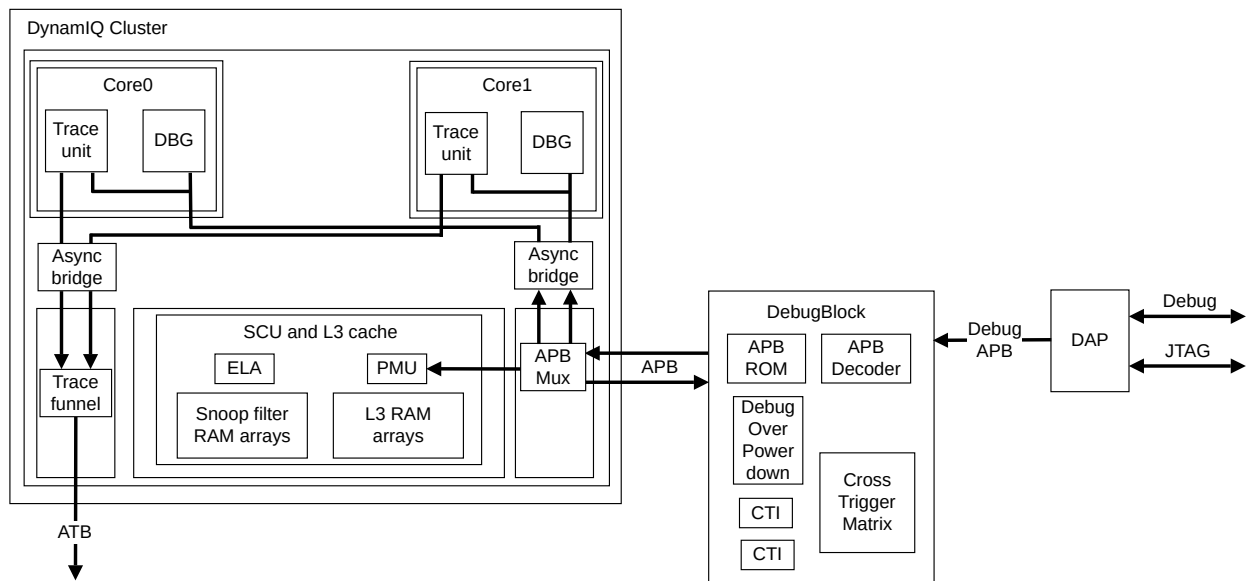 DynamIQ Cluster
Core0
Trace
unit
DBG
Core1
Trace
unit
DBG
Async
bridge
Async
bridge
SCU and L3 cache
ELA
PMU
Snoop filter
RAM arrays
L3 RAM
arrays
Trace
funnel
APB
Mux
ATB
APB
DebugBlock
APB
ROM
APB
Decoder
Debug
Over
Power
down
Cross
Trigger
Matrix
CTI
CTI
Debug
APB
DAP
Debug
JTAG